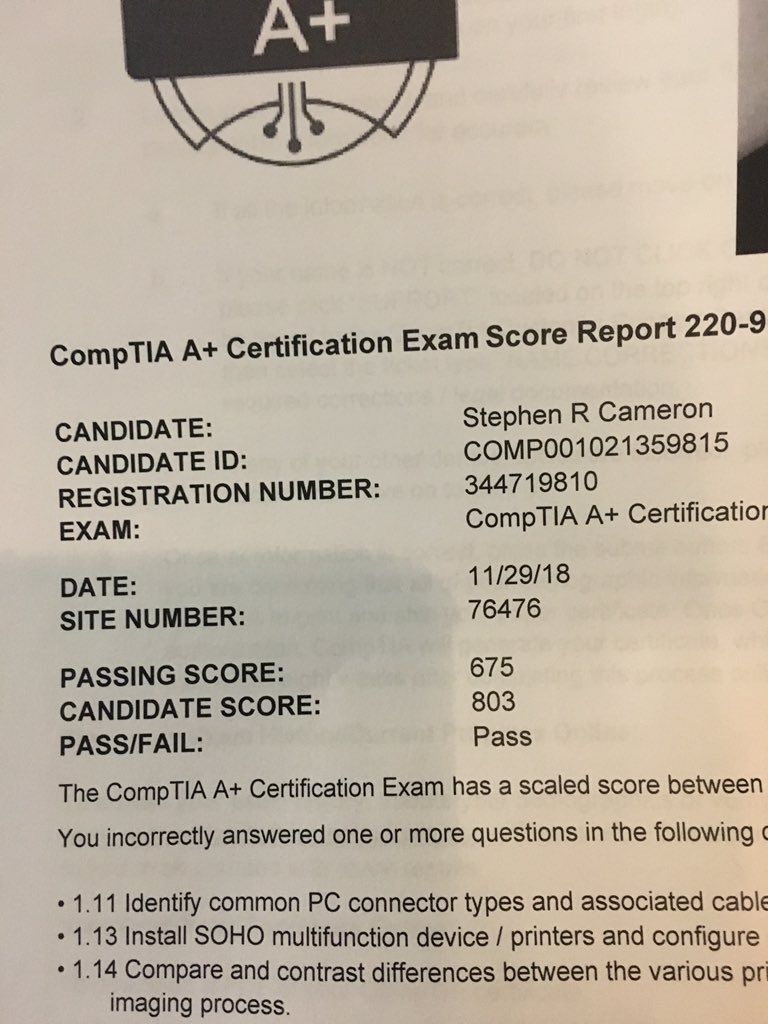 A+
CompTIA A+ Certification Exam Score Report 220-9
CANDIDATE: Stephen R Cameron
CANDIDATE ID: COMP001021359815
REGISTRATION NUMBER: 344719810
EXAM: CompTIA A+ Certification
DATE: 11/29/18
SITE NUMBER: 76476
PASSING SCORE: 675
CANDIDATE SCORE: 803
PASS/FAIL: Pass
The CompTIA A+ Certification Exam has a scaled score between
You incorrectly answered one or more questions in the following
• 1.11 Identify common PC connector types and associated cable
• 1.13 Install SOHO multifunction device / printers and configure
• 1.14 Compare and contrast differences between the various pri
imaging process.